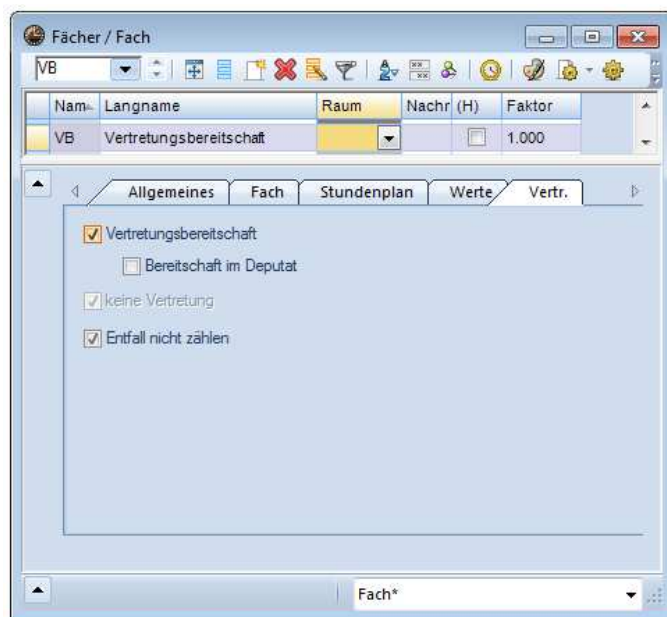 Fächer / Fach
VB
Nam Langname Raum Nachr (H) Faktor
VB Vertretungsbereitschaft 1.000
Allgemeines Fach Stundenplan Werte Vertr.
Vertretungsbereitschaft
Bereitschaft im Deputat
keine Vertretung
Entfall nicht zählen
Fach*